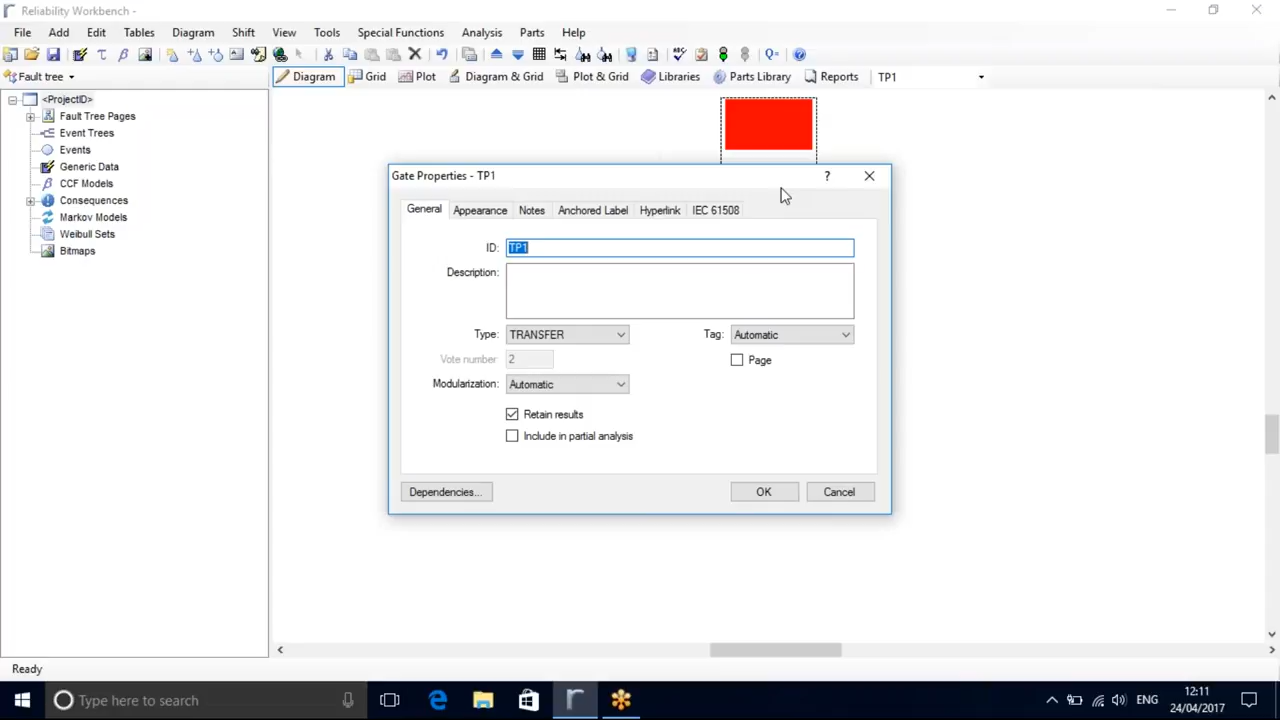 Reliability Workbench -
File Add Edit Tables Diagram Shift View Tools Special Functions Analysis Parts Help
Fault tree
Diagram Grid Plot Diagram & Grid Plot & Grid Libraries Parts Library Reports TP1
<ProjectID>
Fault Tree Pages
Event Trees
Events
Generic Data
CCF Models
Consequences
Markov Models
Weibull Sets
Bitmaps
Gate Properties - TP1
General Appearance Notes Anchored Label Hyperlink IEC 61508
ID: TP1
Description:
Type: TRANSFER Tag: Automatic
Vote number: 2 Page
Modularization: Automatic
Retain results
Include in partial analysis
Dependencies... OK Cancel
Ready
Type here to search
ENG
12:11
24/04/2017